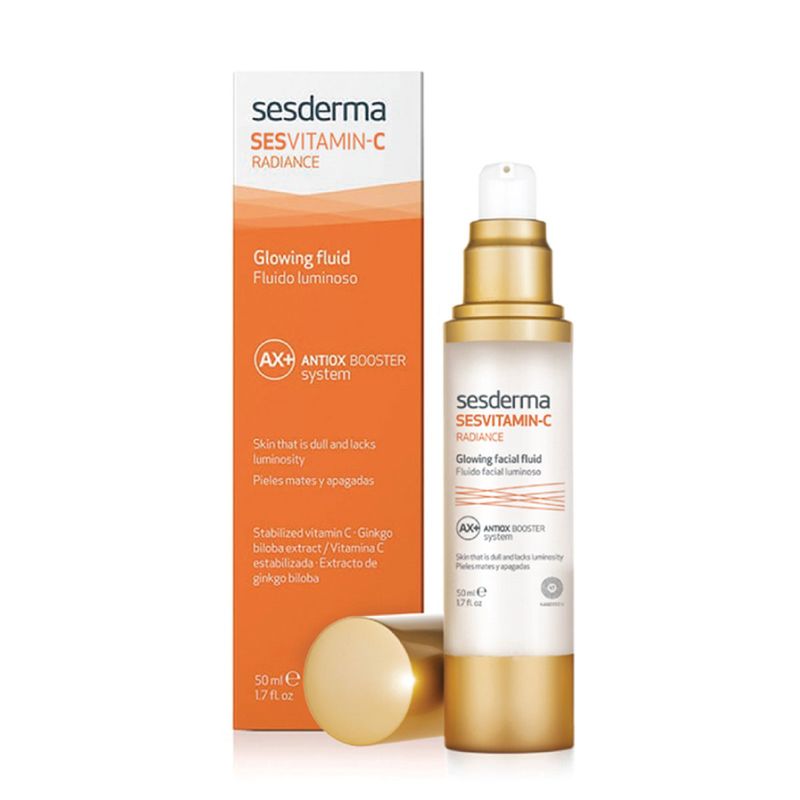 sesderma
SESVITAMIN-C
RADIANCE
Glowing fluid
Fluido luminoso
AX+ ANTIOX BOOSTER
system
Skin that is dull and lacks
luminosity
Pieles mates y apagadas
Stabilized vitamin C · Ginkgo
biloba extract / Vitamina C
estabilizada · Extracto de
ginkgo biloba
50 ml ℮
1.7 fl. oz
sesderma
SESVITAMIN-C
RADIANCE
Glowing facial fluid
Fluido facial luminoso
AX+ ANTIOX BOOSTER
system
Skin that is dull and lacks luminosity
Pieles mates y apagadas
50 ml ℮
1.7 fl. oz